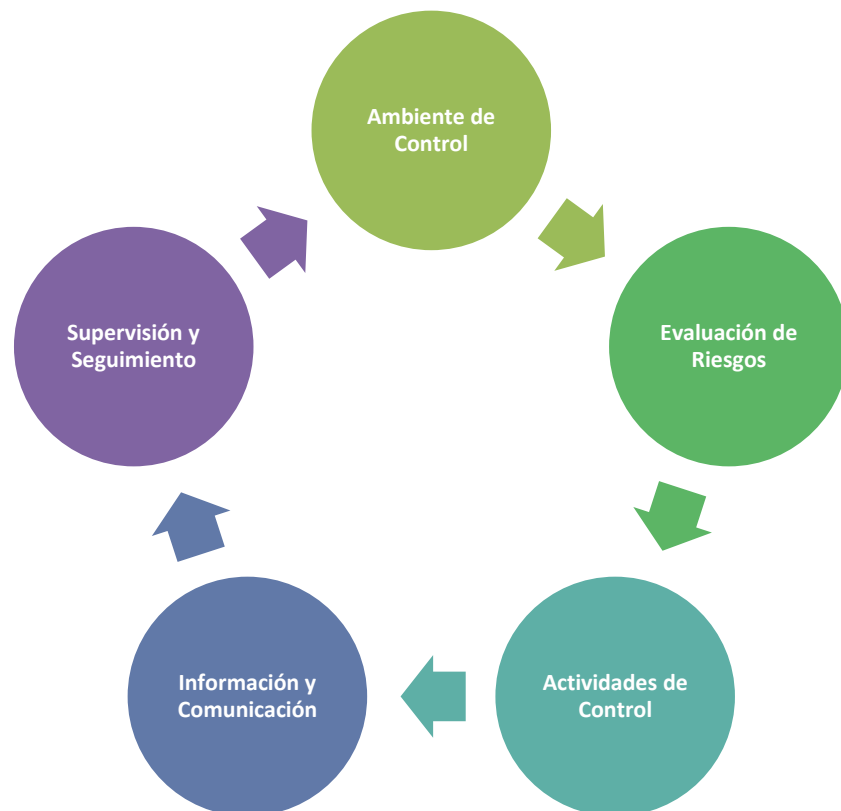 Ambiente de
Control
Evaluación de
Riesgos
Actividades de
Control
Información y
Comunicación
Supervisión y
Seguimiento